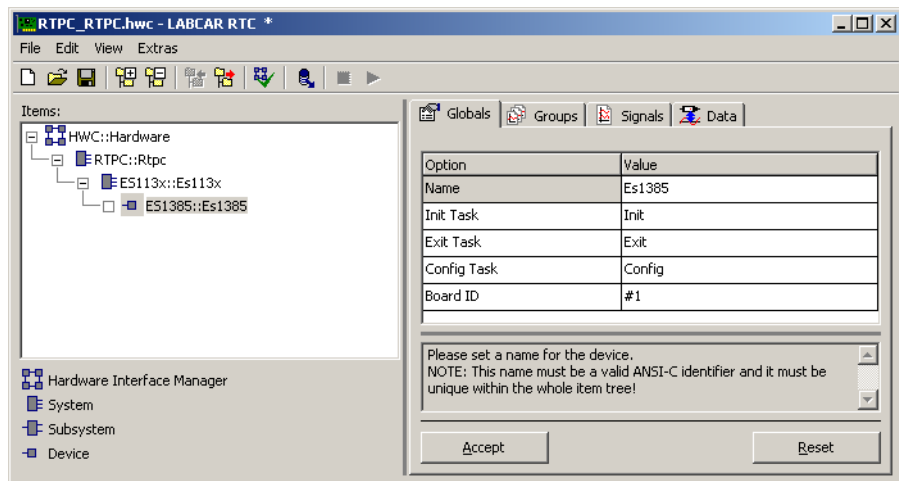 RTPC_RTPC.hwc - LABCAR RTC *
File Edit View Extras
Items:
HWC::Hardware
RTPC::Rtpc
ES113x::Es113x
ES1385::Es1385
Hardware Interface Manager
System
Subsystem
Device
Globals Groups Signals Data
Option Value
Name Es1385
Init Task Init
Exit Task Exit
Config Task Config
Board ID #1
Please set a name for the device.
NOTE: This name must be a valid ANSI-C identifier and it must be
unique within the whole item tree!
Accept Reset